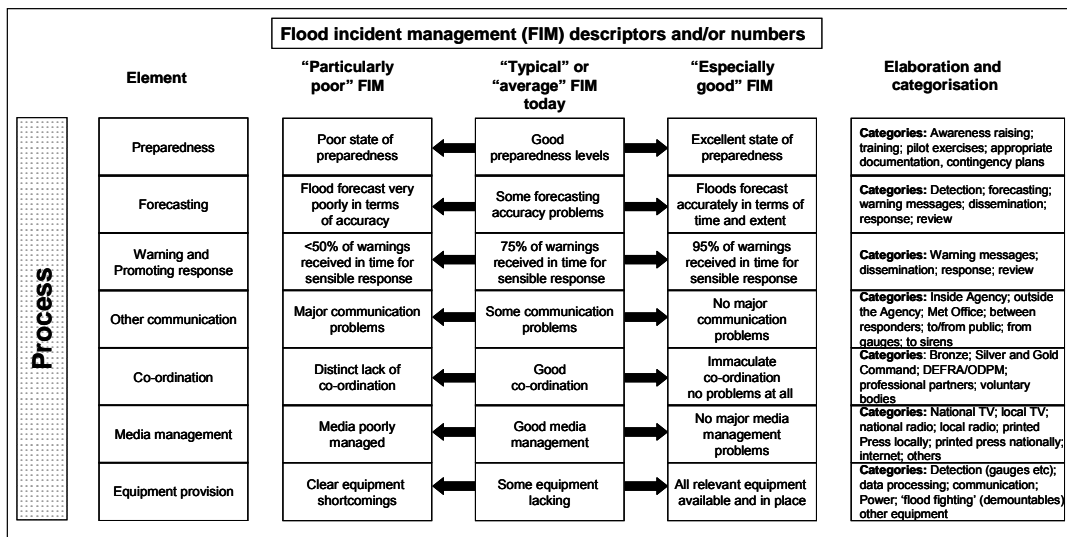 Flood incident management (FIM) descriptors and/or numbers
Element
“Particularly
poor” FIM
“Typical” or
“average” FIM
today
“Especially
good” FIM
Elaboration and
categorisation
Process
Preparedness
Poor state of
preparedness
Good
preparedness levels
Excellent state of
preparedness
Categories: Awareness raising;
training; pilot exercises; appropriate
documentation, contingency plans
Forecasting
Flood forecast very
poorly in terms
of accuracy
Some forecasting
accuracy problems
Floods forecast
accurately in terms of
time and extent
Categories: Detection; forecasting;
warning messages; dissemination;
response; review
Warning and
Promoting response
<50% of warnings
received in time for
sensible response
75% of warnings
received in time for
sensible response
95% of warnings
received in time for
sensible response
Categories: Warning messages;
dissemination; response; review
Other communication
Major communication
problems
Some communication
problems
No major
communication
problems
Categories: Inside Agency; outside
the Agency; Met Office; between
responders; to/from public; from
gauges; to sirens
Co-ordination
Distinct lack of
co-ordination
Good
co-ordination
Immaculate
co-ordination
no problems at all
Categories: Bronze; Silver and Gold
Command; DEFRA/ODPM;
professional partners; voluntary
bodies
Media management
Media poorly
managed
Good media
management
No major media
management
problems
Categories: National TV; local TV;
national radio; local radio; printed
Press locally; printed press nationally;
internet; others
Equipment provision
Clear equipment
shortcomings
Some equipment
lacking
All relevant equipment
available and in place
Categories: Detection (gauges etc);
data processing; communication;
Power; ‘flood fighting’ (demountables)
other equipment